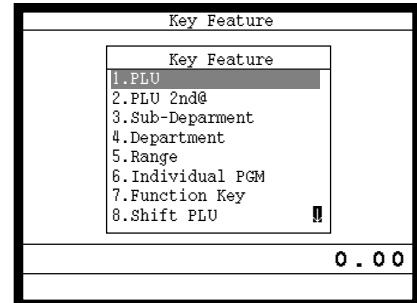 Key Feature
Key Feature
1.PLU
2.PLU 2nd@
3.Sub-Deparment
4.Department
5.Range
6.Individual PGM
7.Function Key
8.Shift PLU
0.00